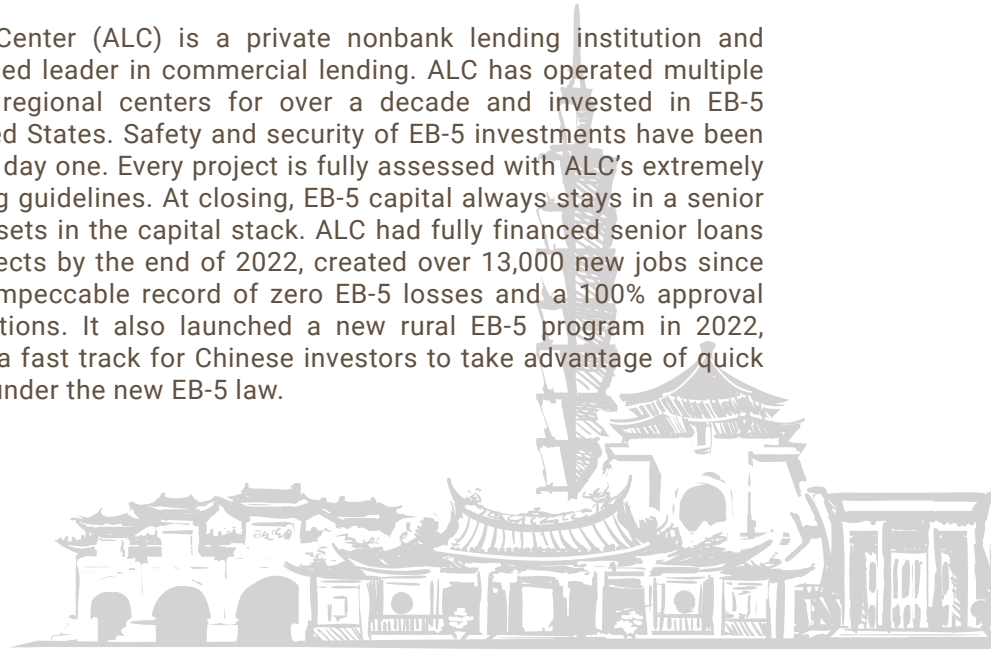 Center (ALC) is a private nonbank lending institution and
ed leader in commercial lending. ALC has operated multiple
regional centers for over a decade and invested in EB-5
ed States. Safety and security of EB-5 investments have been
day one. Every project is fully assessed with ALC’s extremely
g guidelines. At closing, EB-5 capital always stays in a senior
sets in the capital stack. ALC had fully financed senior loans
ects by the end of 2022, created over 13,000 new jobs since
mpeccable record of zero EB-5 losses and a 100% approval
tions. It also launched a new rural EB-5 program in 2022,
a fast track for Chinese investors to take advantage of quick
under the new EB-5 law.